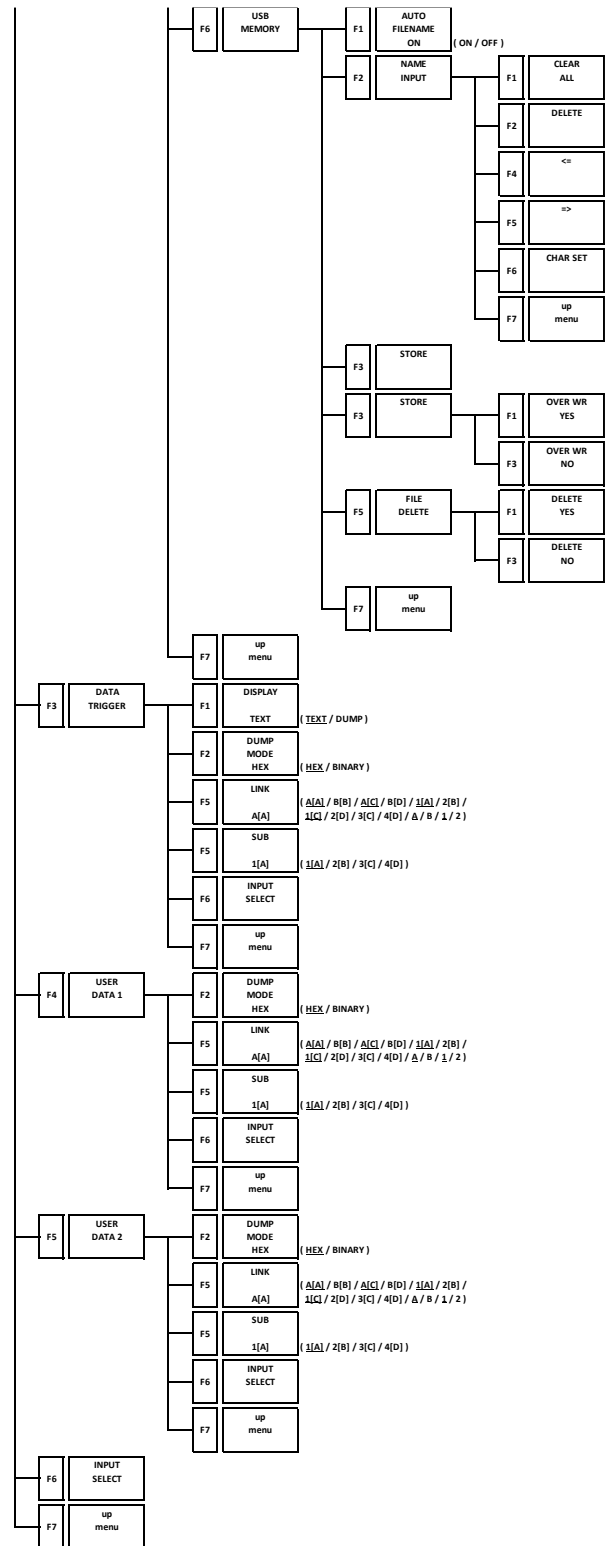 F6
USB
MEMORY
F1
AUTO
FILENAME
ON
( ON / OFF )
F2
NAME
INPUT
F1
CLEAR
ALL
F2
DELETE
F4
<=
F5
=>
F6
CHAR SET
F7
up
menu
F3
STORE
F3
STORE
F1
OVER WR
YES
F3
OVER WR
NO
F5
FILE
DELETE
F1
DELETE
YES
F3
DELETE
NO
F7
up
menu
F7
up
menu
F3
DATA
TRIGGER
F1
DISPLAY
TEXT
( TEXT / DUMP )
F2
DUMP
MODE
HEX
( HEX / BINARY )
F5
LINK
A[A]
( A[A] / B[B] / A[C] / B[D] / 1[A] / 2[B] /
1[C] / 2[D] / 3[C] / 4[D] / A / B / 1 / 2 )
F5
SUB
1[A]
( 1[A] / 2[B] / 3[C] / 4[D] )
F6
INPUT
SELECT
F7
up
menu
F4
USER
DATA 1
F2
DUMP
MODE
HEX
( HEX / BINARY )
F5
LINK
A[A]
( A[A] / B[B] / A[C] / B[D] / 1[A] / 2[B] /
1[C] / 2[D] / 3[C] / 4[D] / A / B / 1 / 2 )
F5
SUB
1[A]
( 1[A] / 2[B] / 3[C] / 4[D] )
F6
INPUT
SELECT
F7
up
menu
F5
USER
DATA 2
F2
DUMP
MODE
HEX
( HEX / BINARY )
F5
LINK
A[A]
( A[A] / B[B] / A[C] / B[D] / 1[A] / 2[B] /
1[C] / 2[D] / 3[C] / 4[D] / A / B / 1 / 2 )
F5
SUB
1[A]
( 1[A] / 2[B] / 3[C] / 4[D] )
F6
INPUT
SELECT
F7
up
menu
F6
INPUT
SELECT
F7
up
menu